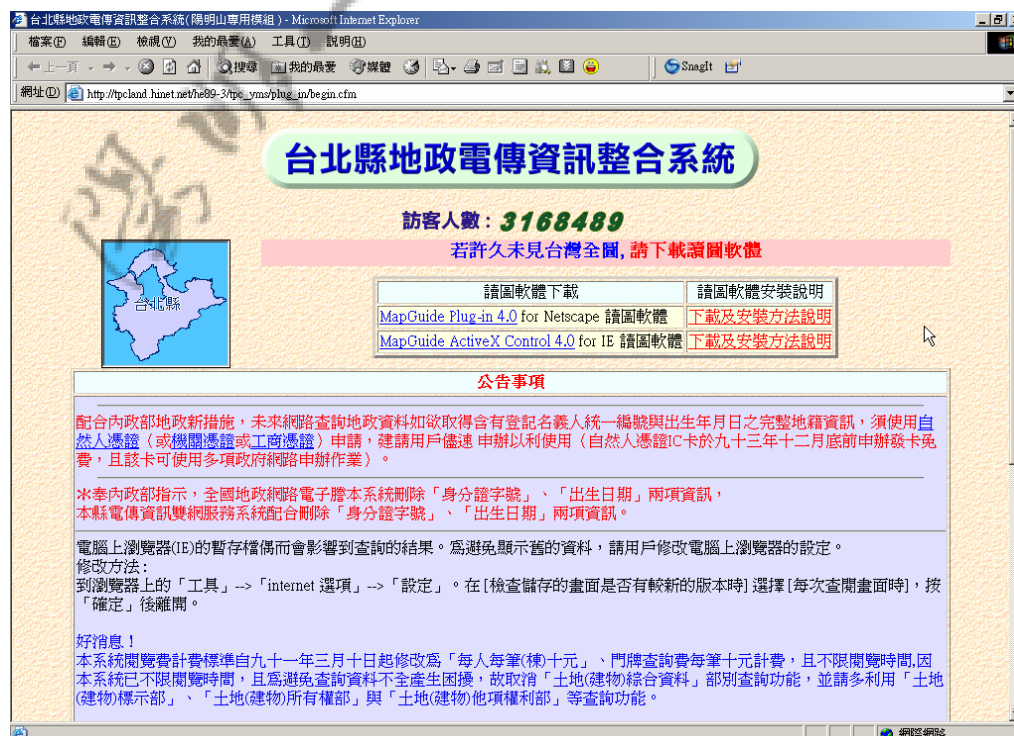 台北縣地政電傳資訊整合系統(陽明山專用模組 ) - Microsoft Internet Explorer
檔案(F) 編輯(E) 檢視(V) 我的最愛(A) 工具(T) 說明(H)
上一頁 搜尋 我的最愛 媒體 SnagIt
網址(D) http://tpcland.hinet.net/he89-3/tpc_yms/plug_in/begin.cfm
台北縣地政電傳資訊整合系統
訪客人數：3168489
若許久未見台灣全圖, 請下載讀圖軟體
台北縣
讀圖軟體下載 讀圖軟體安裝說明
MapGuide Plug-in 4.0 for Netscape 讀圖軟體 下載及安裝方法說明
MapGuide ActiveX Control 4.0 for IE 讀圖軟體 下載及安裝方法說明
公告事項
配合內政部地政新措施，未來網路查詢地政資料如欲取得含有登記名義人統一編號與出生年月日之完整地籍資訊，須使用自
然人憑證（或機關憑證或工商憑證）申請，建請用戶儘速 申辦以利使用（自然人憑證IC卡於九十三年十二月底前申辦發卡免
費，且該卡可使用多項政府網路申辦作業）。
※奉內政部指示，全國地政網路電子謄本系統刪除「身分證字號」、「出生日期」兩項資訊，
本縣電傳資訊雙網服務系統配合刪除「身分證字號」、「出生日期」兩項資訊。
電腦上瀏覽器(IE)的暫存檔偶而會影響到查詢的結果。為避免顯示舊的資料，請用戶修改電腦上瀏覽器的設定。
修改方法:
到瀏覽器上的「工具」-->「internet 選項」-->「設定」。在 [檢查儲存的畫面是否有較新的版本時] 選擇 [每次查閱畫面時]，按
「確定」後離開。
好消息！
本系統閱覽費計費標準自九十一年三月十日起修改為「每人每筆(棟)十元」、門牌查詢費每筆十元計費，且不限閱覽時間,因
本系統已不限閱覽時間，且為避免查詢資料不全產生困擾，故取消「土地(建物)綜合資料」部別查詢功能，並請多利用「土地
(建物)標示部」、「土地(建物)所有權部」與「土地(建物)他項權利部」等查詢功能。
網際網路